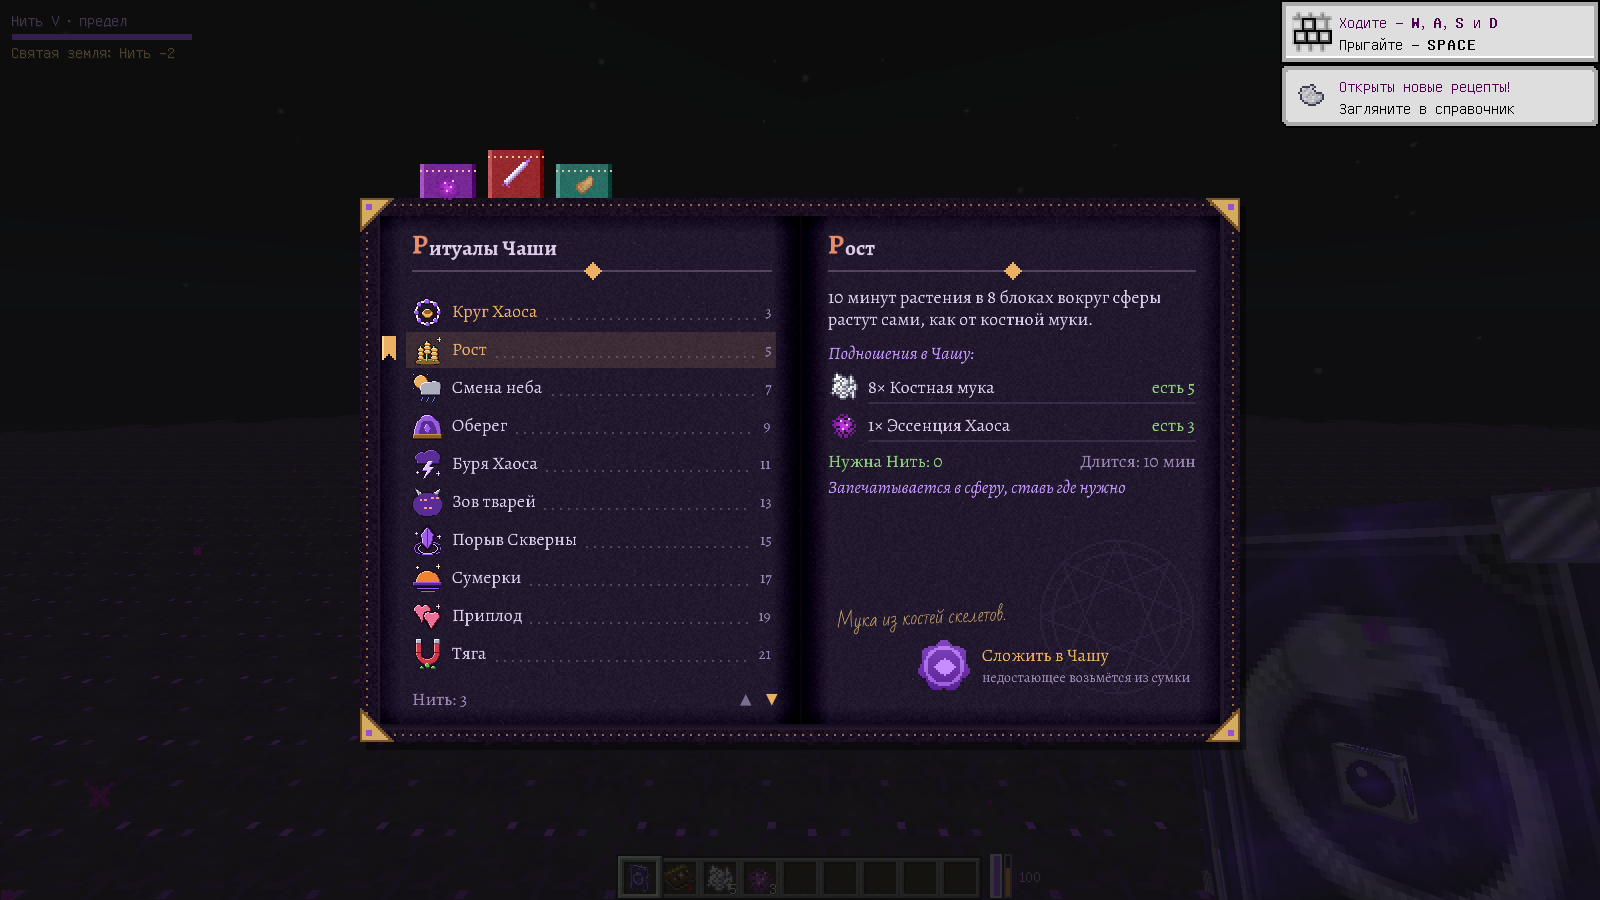 Нить V · предел
Святая земля: Нить -2
Ходите – W, A, S и D
Прыгайте – SPACE
Открыты новые рецепты!
Загляните в справочник
Ритуалы Чаши
Круг Хаоса 3
Рост 5
Смена неба 7
Оберег 9
Буря Хаоса 11
Зов тварей 13
Порыв Скверны 15
Сумерки 17
Приплод 19
Тяга 21
Нить: 3
Рост
10 минут растения в 8 блоках вокруг сферы
растут сами, как от костной муки.
Подношения в Чашу:
8× Костная мука есть 5
1× Эссенция Хаоса есть 3
Нужна Нить: 0 Длится: 10 мин
Запечатывается в сферу, ставь где нужно
Мука из костей скелетов.
Сложить в Чашу
недостающее возьмётся из сумки
5 3 100